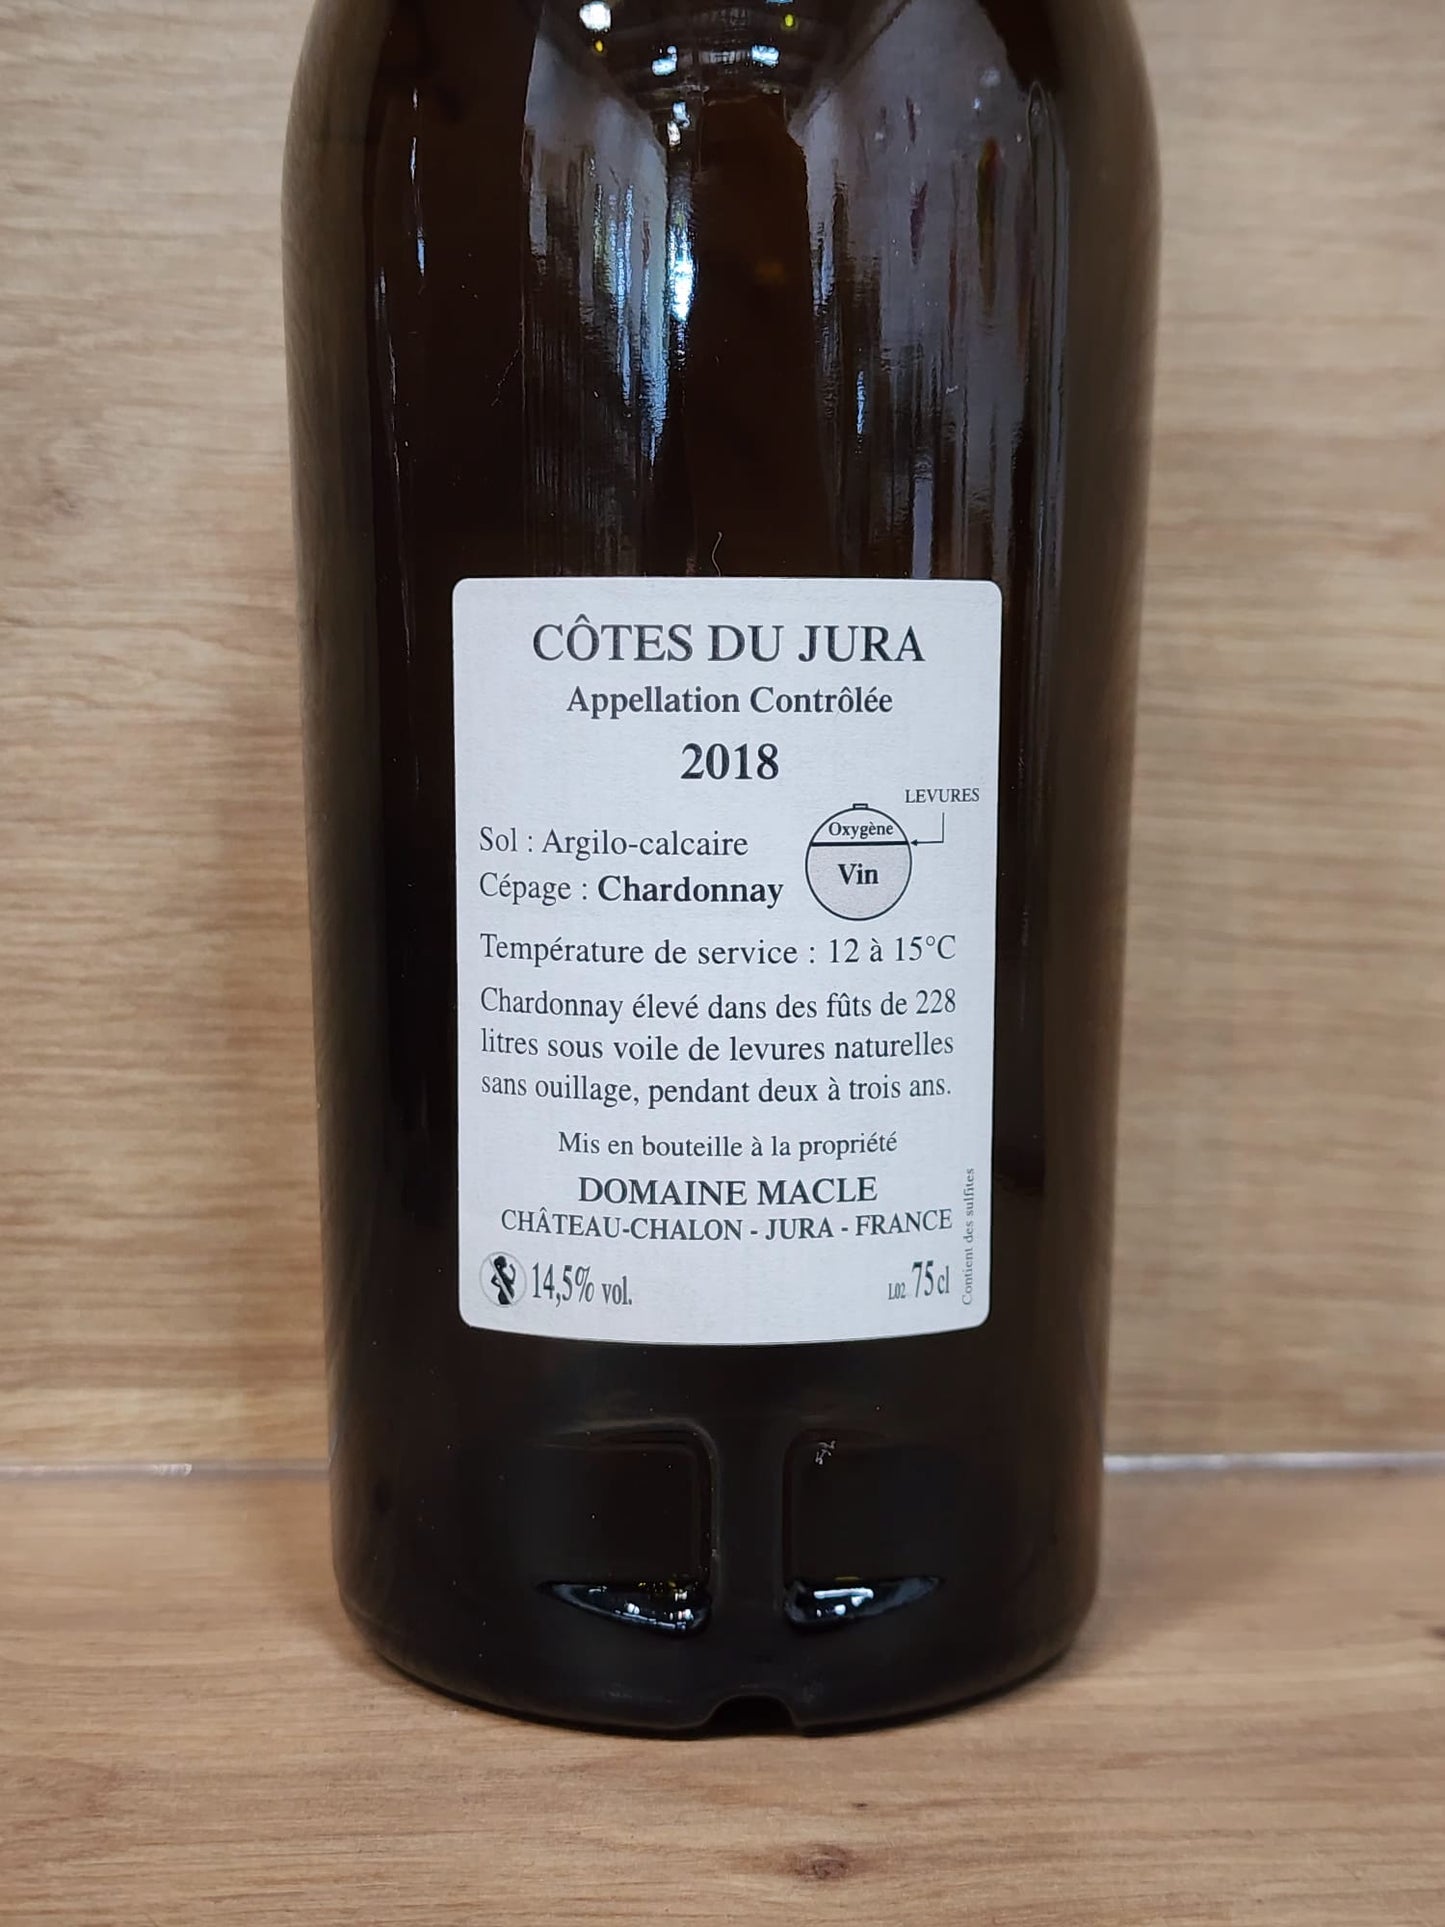 CÔTES DU JURA
Appellation Contrôlée
2018
LEVURES
Oxygène
Vin
Sol : Argilo-calcaire
Cépage : Chardonnay
Température de service : 12 à 15°C
Chardonnay élevé dans des fûts de 228
litres sous voile de levures naturelles
sans ouillage, pendant deux à trois ans.
Mis en bouteille à la propriété
DOMAINE MACLE
CHÂTEAU-CHALON - JURA - FRANCE
14,5% vol.
L02 75 cl
Contient des sulfites